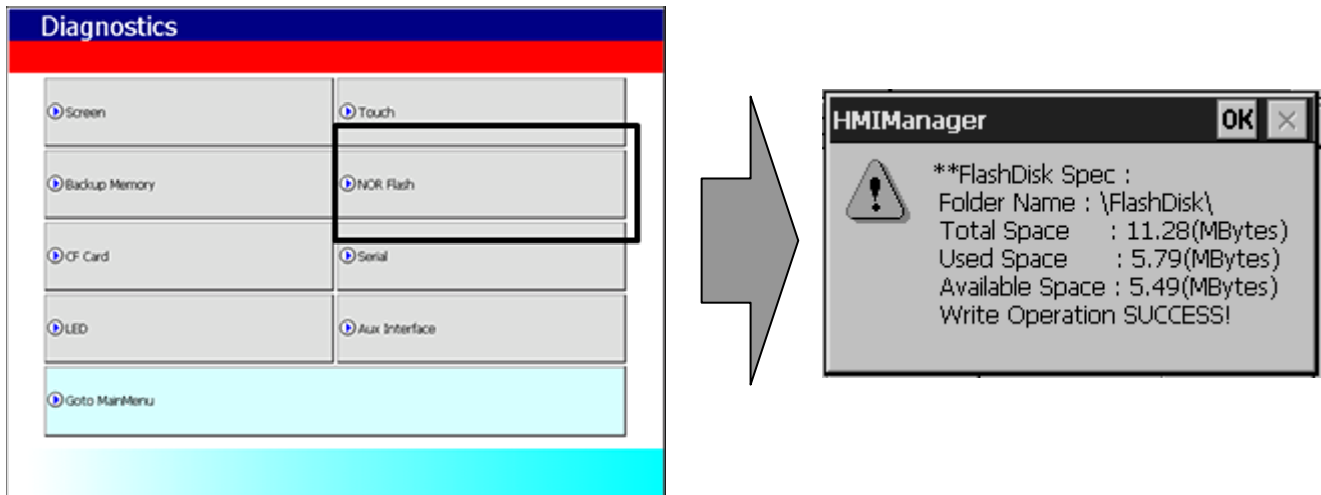 Diagnostics
Screen
Touch
Backup Memory
NOR Flash
CF Card
Serial
LED
Aux Interface
Goto MainMenu
HMIManager OK
**FlashDisk Spec :
Folder Name : \FlashDisk\
Total Space : 11.28(MBytes)
Used Space : 5.79(MBytes)
Available Space : 5.49(MBytes)
Write Operation SUCCESS!